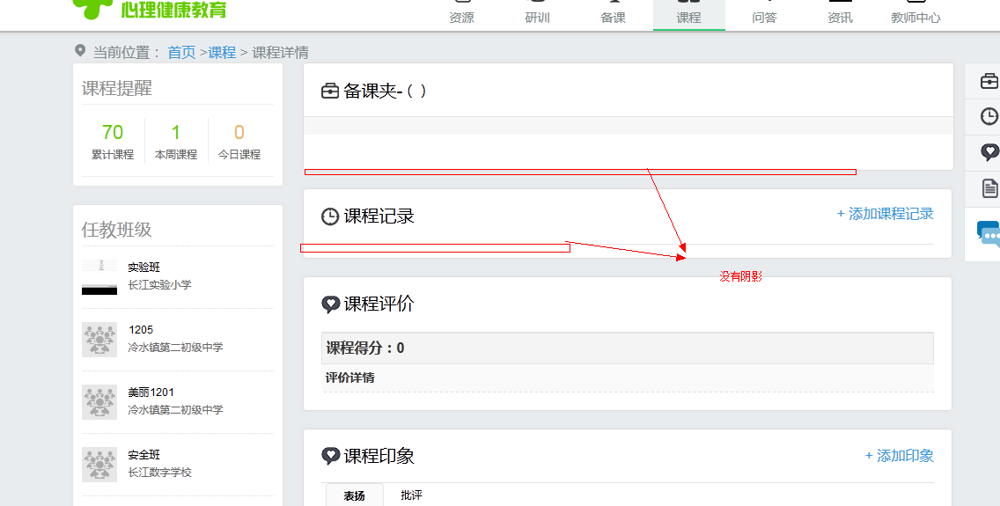 心理健康教育
资源 研训 备课 课程 问答 资讯 教师中心
当前位置： 首页 >课程 > 课程详情
课程提醒
70 1 0
累计课程 本周课程 今日课程
任教班级
实验班
长江实验小学
1205
冷水镇第二初级中学
美丽1201
冷水镇第二初级中学
安全班
长江数字学校
备课夹-（ ）
课程记录 + 添加课程记录
没有阴影
课程评价
课程得分：0
评价详情
课程印象 + 添加印象
表扬 批评